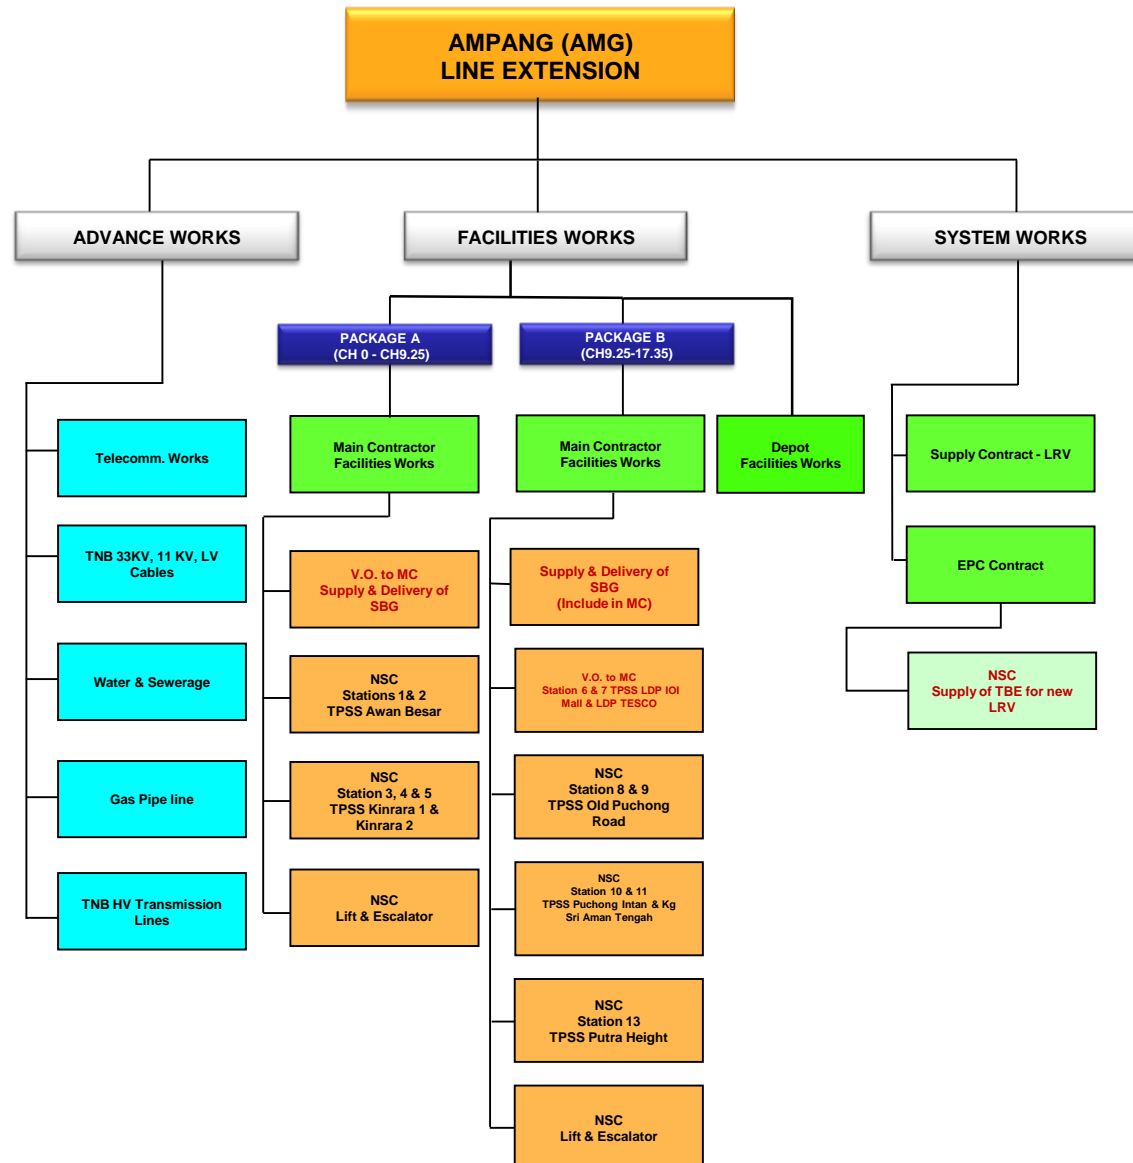 AMPANG (AMG)
LINE EXTENSION
ADVANCE WORKS
FACILITIES WORKS
SYSTEM WORKS
PACKAGE A
(CH 0 - CH9.25)
PACKAGE B
(CH9.25-17.35)
Telecomm. Works
TNB 33KV, 11 KV, LV
Cables
Water & Sewerage
Gas Pipe line
TNB HV Transmission
Lines
Main Contractor
Facilities Works
V.O. to MC
Supply & Delivery of
SBG
NSC
Stations 1& 2
TPSS Awan Besar
NSC
Station 3, 4 & 5
TPSS Kinrara 1 &
Kinrara 2
NSC
Lift & Escalator
Main Contractor
Facilities Works
Supply & Delivery of
SBG
(Include in MC)
V.O. to MC
Station 6 & 7 TPSS LDP IOI
Mall & LDP TESCO
NSC
Station 8 & 9
TPSS Old Puchong
Road
NSC
Station 10 & 11
TPSS Puchong Intan & Kg
Sri Aman Tengah
NSC
Station 13
TPSS Putra Height
NSC
Lift & Escalator
Depot
Facilities Works
Supply Contract - LRV
EPC Contract
NSC
Supply of TBE for new
LRV